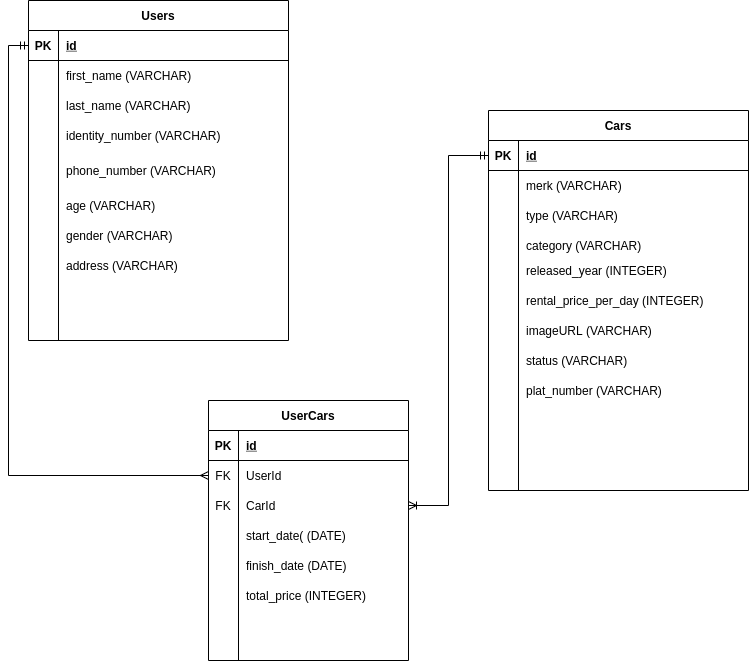 Users
PK id
first_name (VARCHAR)
last_name (VARCHAR)
identity_number (VARCHAR)
phone_number (VARCHAR)
age (VARCHAR)
gender (VARCHAR)
address (VARCHAR)
Cars
PK id
merk (VARCHAR)
type (VARCHAR)
category (VARCHAR)
released_year (INTEGER)
rental_price_per_day (INTEGER)
imageURL (VARCHAR)
status (VARCHAR)
plat_number (VARCHAR)
UserCars
PK id
FK UserId
FK CarId
start_date( (DATE)
finish_date (DATE)
total_price (INTEGER)